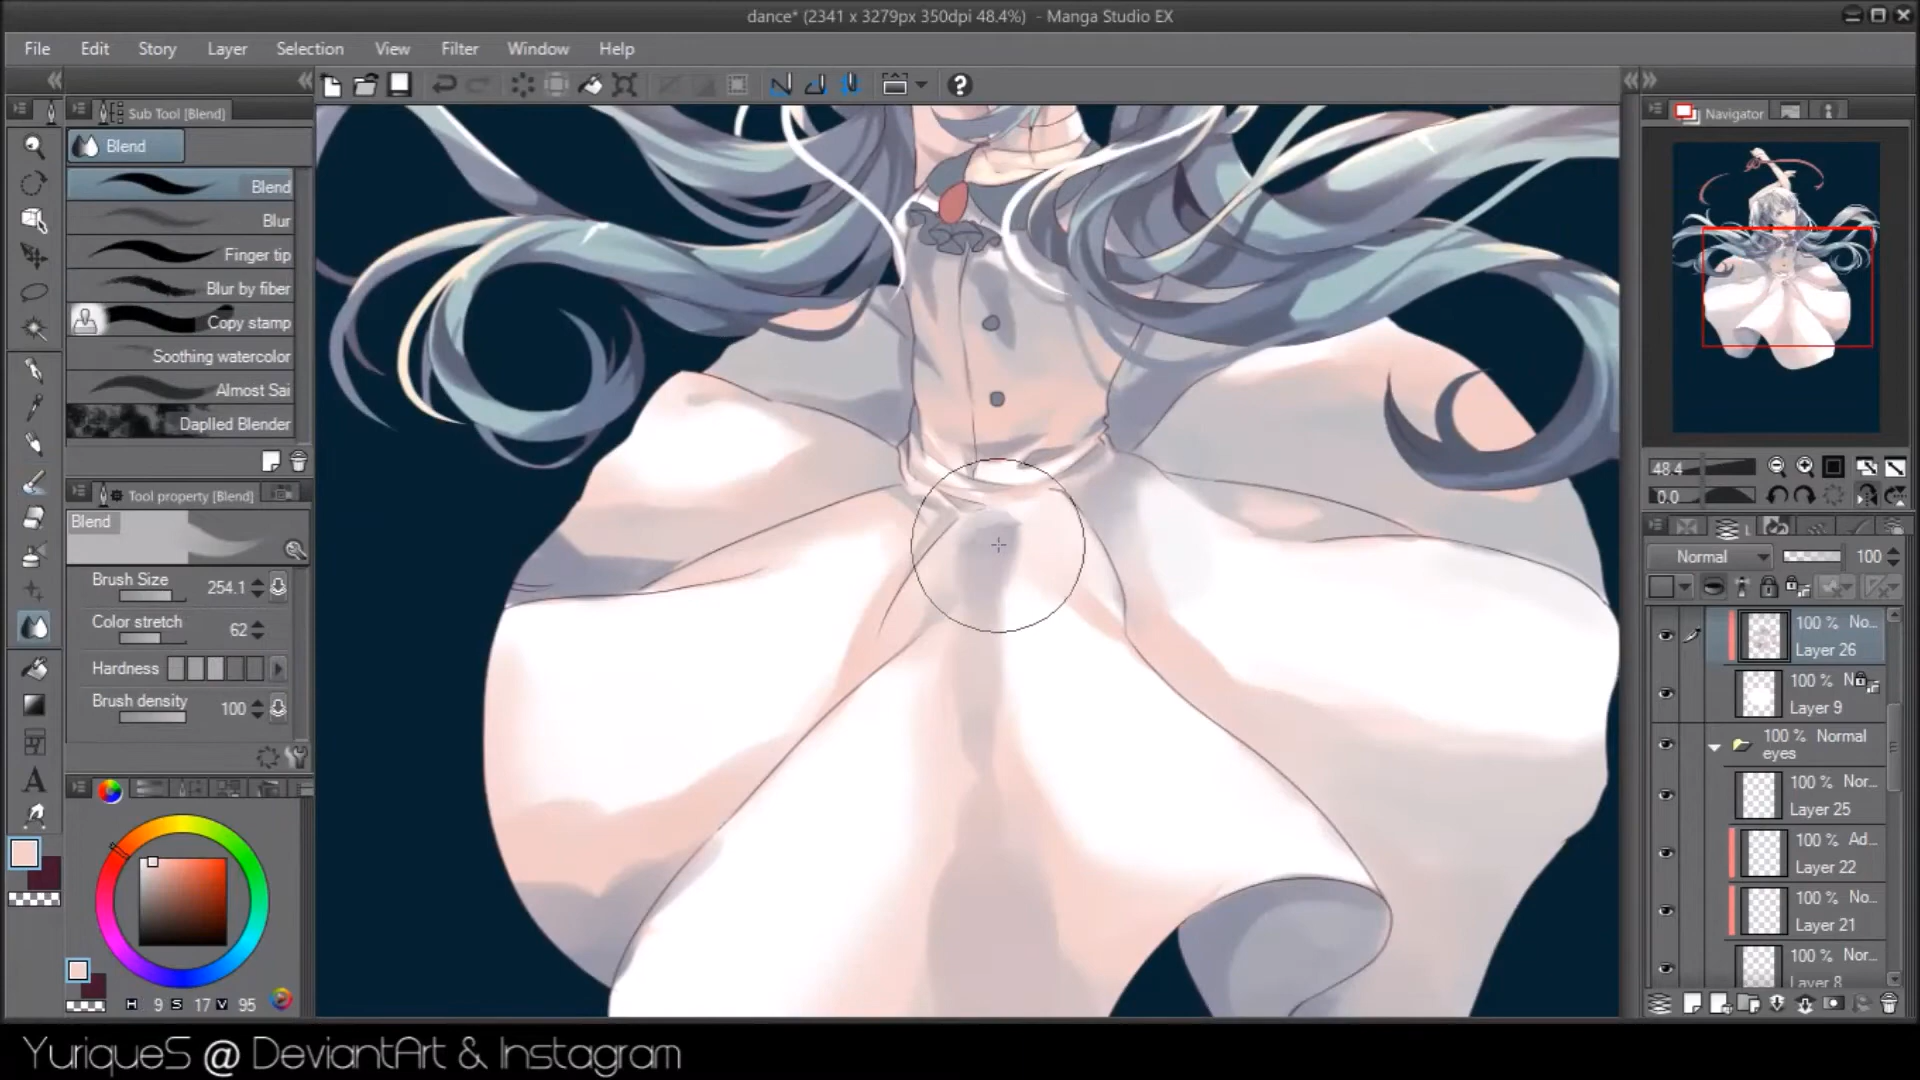 dance* (2341 x 3279px 350dpi 48.4%) - Manga Studio EX
File Edit Story Layer Selection View Filter Window Help
Sub Tool [Blend]
Blend
Blend
Blur
Finger tip
Blur by fiber
Copy stamp
Soothing watercolor
Almost Sai
Daplled Blender
Tool property [Blend]
Blend
Brush Size 254.1
Color stretch 62
Hardness
Brush density 100
H 9 S 17 V 95
Navigator
48.4
0.0
Normal 100
100 % No...
Layer 26
100 % N
Layer 9
100 % Normal
eyes
100 % Nor...
Layer 25
100 % Ad...
Layer 22
100 % No...
Layer 21
100 % Nor...
Layer 8
YuriqueS @ DeviantArt & Instagram